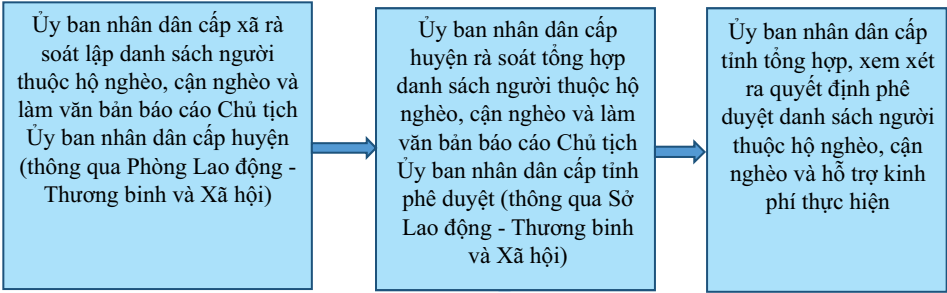 Ủy ban nhân dân cấp xã rà
soát lập danh sách người
thuộc hộ nghèo, cận nghèo và
làm văn bản báo cáo Chủ tịch
Ủy ban nhân dân cấp huyện
(thông qua Phòng Lao động -
Thương binh và Xã hội)
Ủy ban nhân dân cấp
huyện rà soát tổng hợp
danh sách người thuộc hộ
nghèo, cận nghèo và làm
văn bản báo cáo Chủ tịch
Ủy ban nhân dân cấp tỉnh
phê duyệt (thông qua Sở
Lao động - Thương binh
và Xã hội)
Ủy ban nhân dân cấp
tỉnh tổng hợp, xem xét
ra quyết định phê
duyệt danh sách người
thuộc hộ nghèo, cận
nghèo và hỗ trợ kinh
phí thực hiện